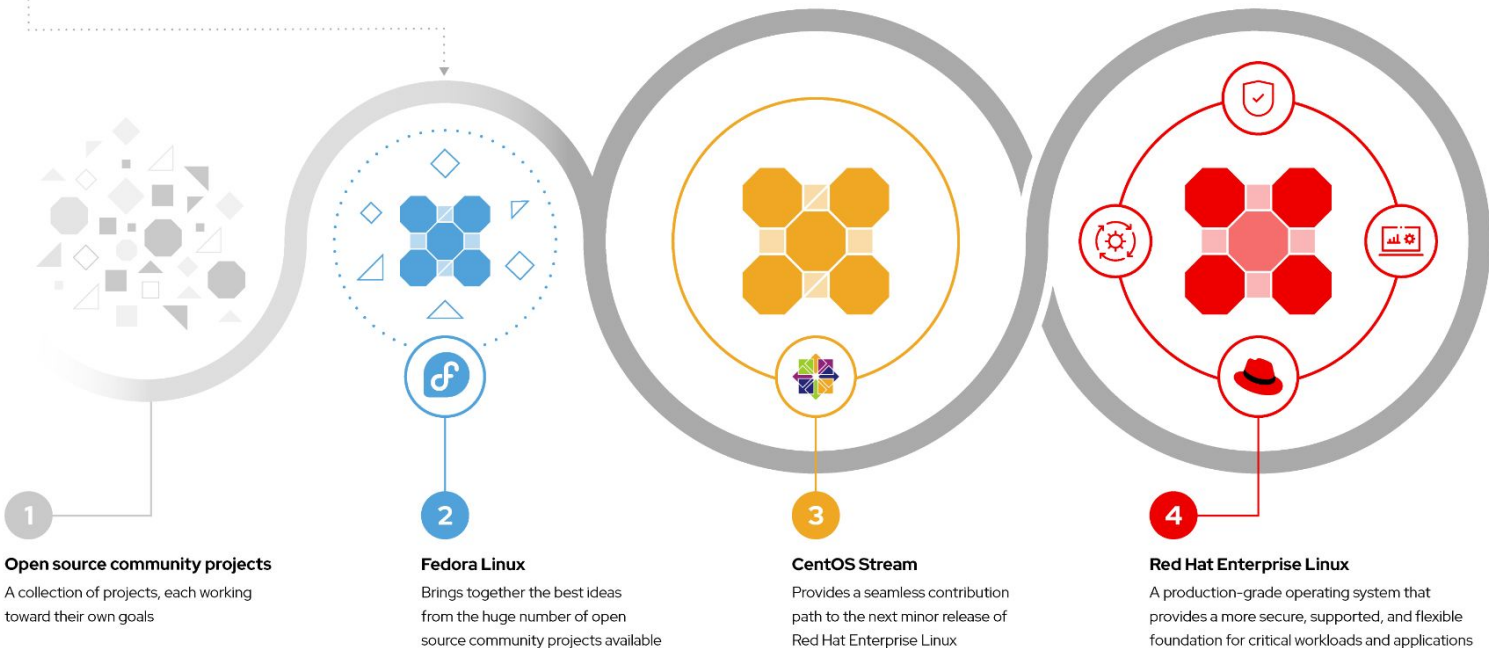 1
Open source community projects
A collection of projects, each working
toward their own goals
2
Fedora Linux
Brings together the best ideas
from the huge number of open
source community projects available
3
CentOS Stream
Provides a seamless contribution
path to the next minor release of
Red Hat Enterprise Linux
4
Red Hat Enterprise Linux
A production-grade operating system that
provides a more secure, supported, and flexible
foundation for critical workloads and applications